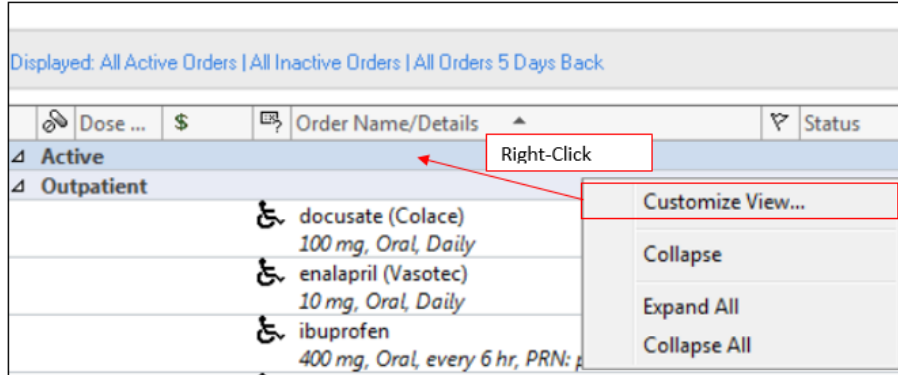 Displayed: All Active Orders | All Inactive Orders | All Orders 5 Days Back
Dose ... $ Order Name/Details Status
Active
Right-Click
Outpatient
Customize View...
docusate (Colace)
100 mg, Oral, Daily
Collapse
enalapril (Vasotec)
10 mg, Oral, Daily
Expand All
ibuprofen
Collapse All
400 mg, Oral, every 6 hr, PRN: